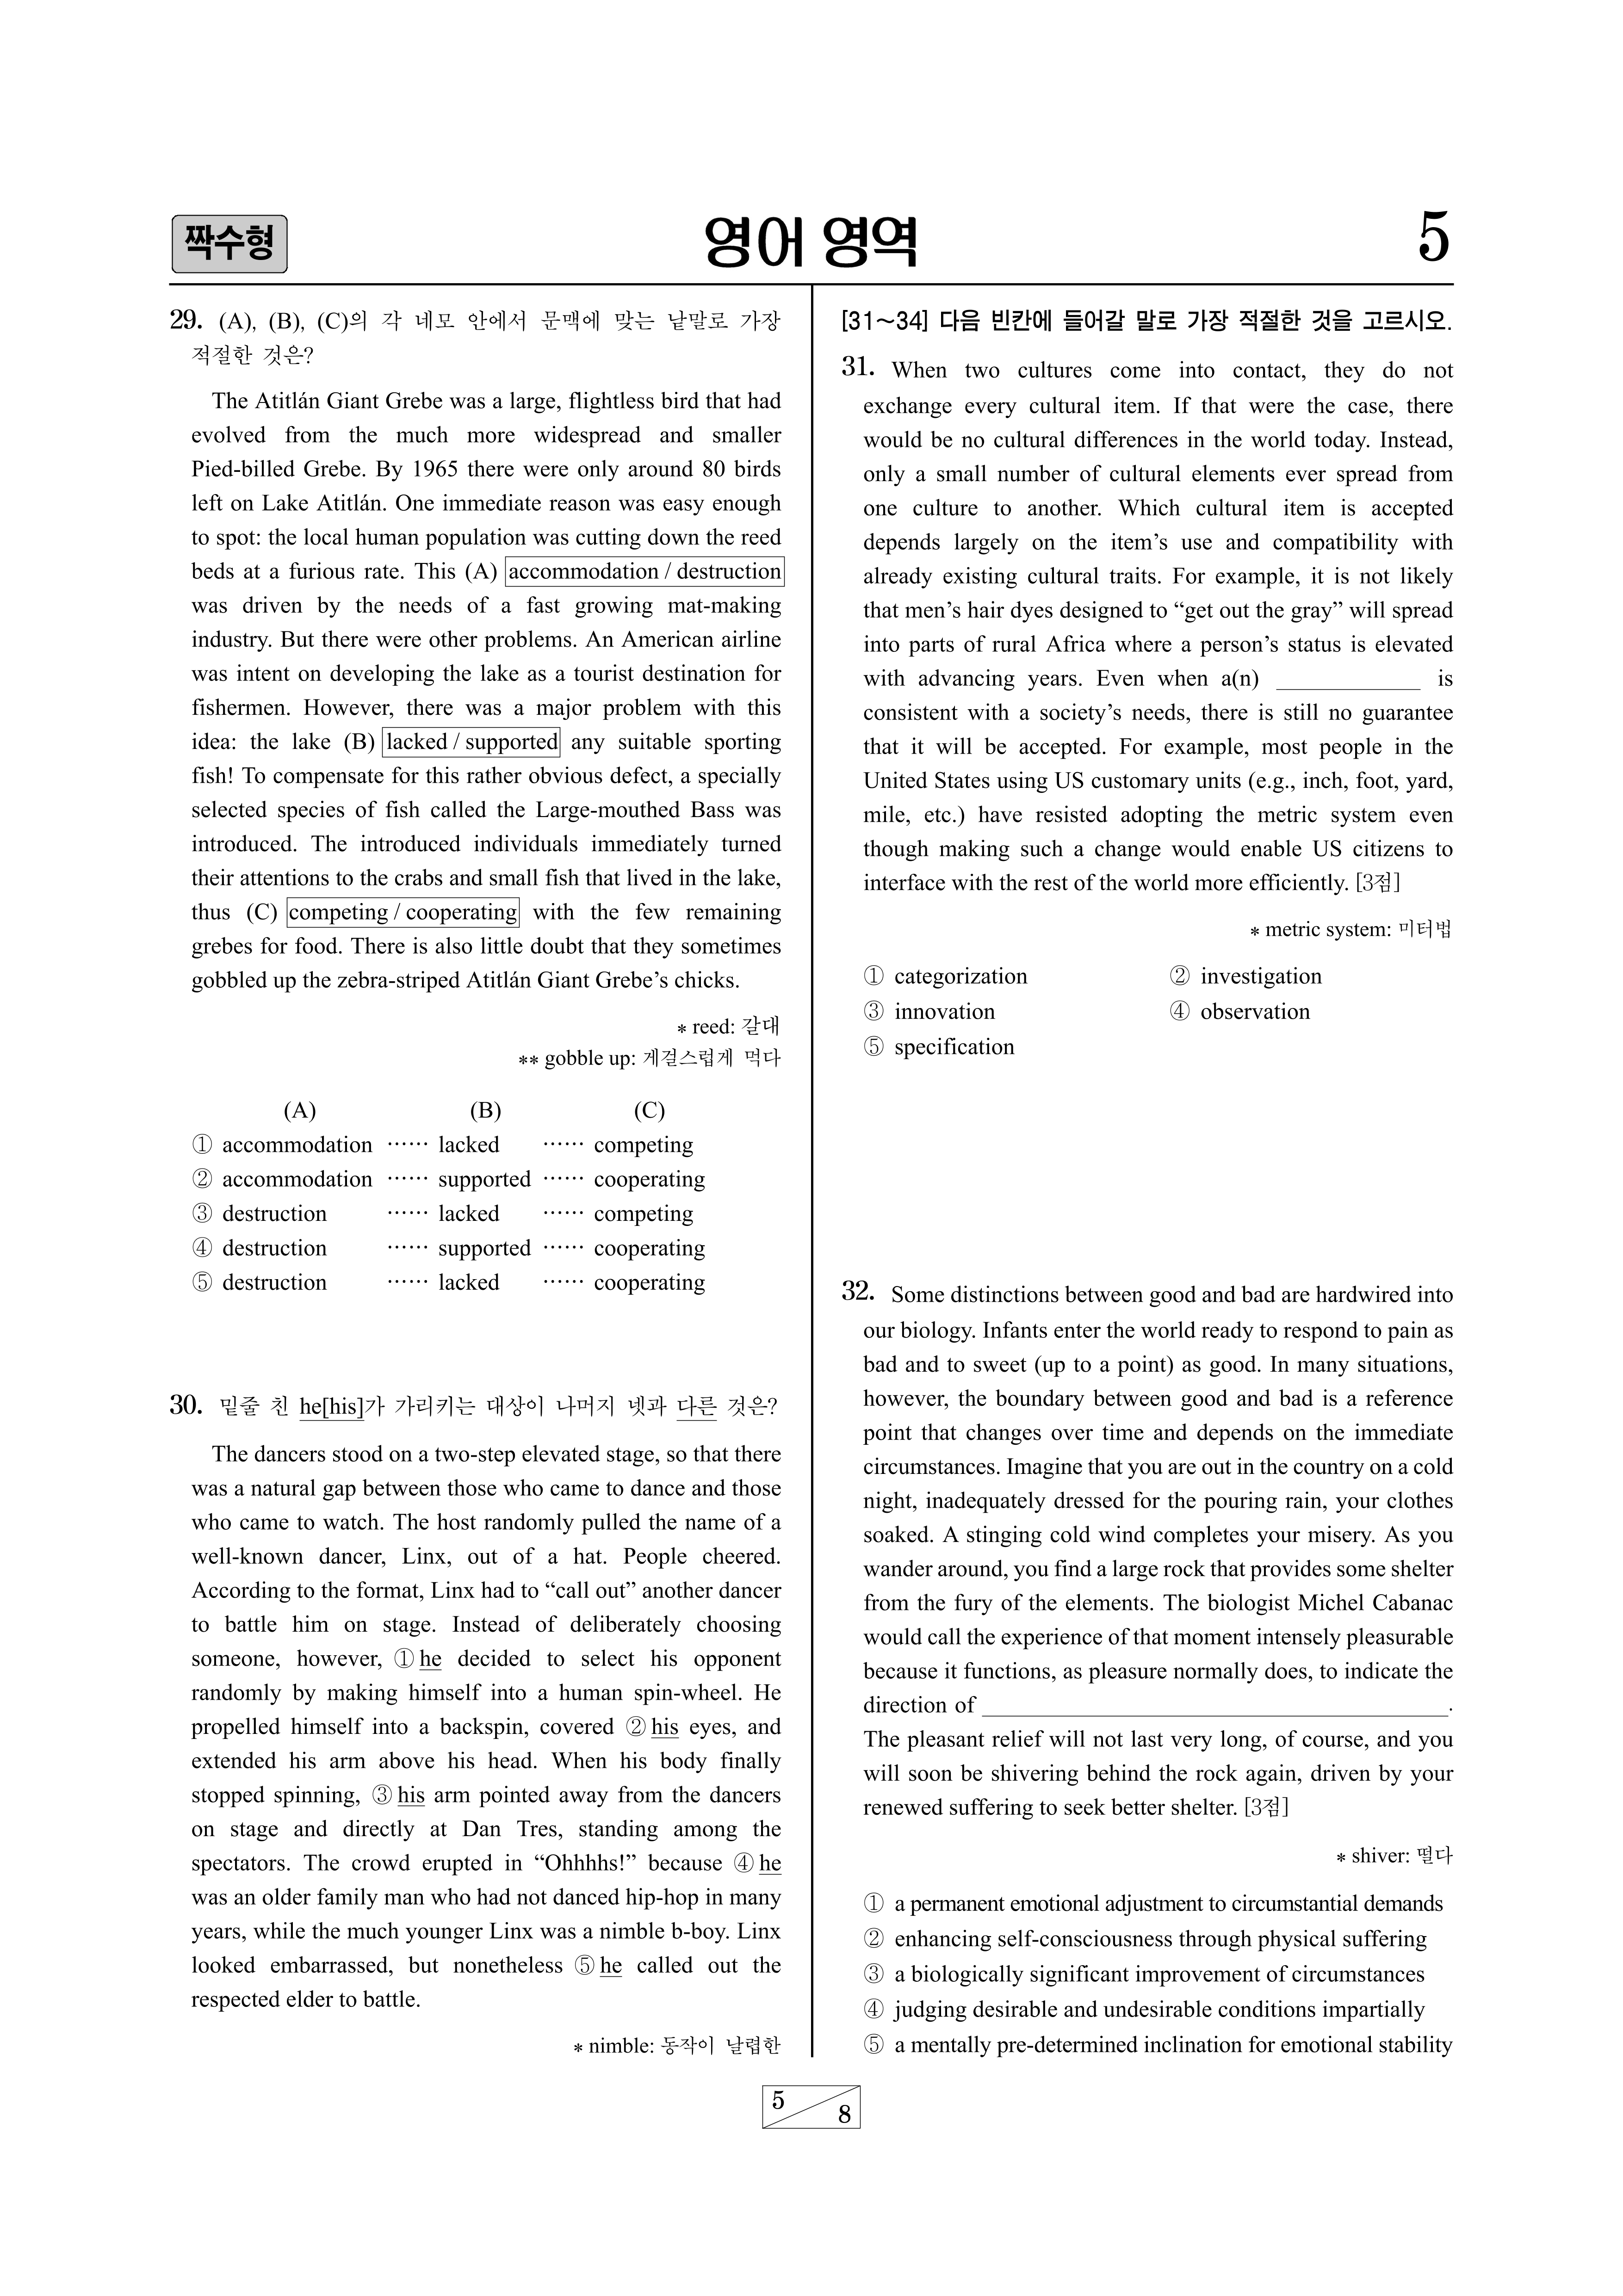 짝수형
영어 영역
5
29. (A), (B), (C)의 각 네모 안에서 문맥에 맞는 낱말로 가장
적절한 것은?
The Atitlán Giant Grebe was a large, flightless bird that had
evolved from the much more widespread and smaller
Pied-billed Grebe. By 1965 there were only around 80 birds
left on Lake Atitlán. One immediate reason was easy enough
to spot: the local human population was cutting down the reed
beds at a furious rate. This (A) accommodation / destruction
was driven by the needs of a fast growing mat-making
industry. But there were other problems. An American airline
was intent on developing the lake as a tourist destination for
fishermen. However, there was a major problem with this
idea: the lake (B) lacked / supported any suitable sporting
fish! To compensate for this rather obvious defect, a specially
selected species of fish called the Large-mouthed Bass was
introduced. The introduced individuals immediately turned
their attentions to the crabs and small fish that lived in the lake,
thus (C) competing / cooperating with the few remaining
grebes for food. There is also little doubt that they sometimes
gobbled up the zebra-striped Atitlán Giant Grebe's chicks.
* reed: 갈대
** gobble up: 게걸스럽게 먹다
(A) (B) (C)
① accommodation …… lacked …… competing
② accommodation …… supported …… cooperating
③ destruction …… lacked …… competing
④ destruction …… supported …… cooperating
⑤ destruction …… lacked …… cooperating
30. 밑줄 친 he[his]가 가리키는 대상이 나머지 넷과 다른 것은?
The dancers stood on a two-step elevated stage, so that there
was a natural gap between those who came to dance and those
who came to watch. The host randomly pulled the name of a
well-known dancer, Linx, out of a hat. People cheered.
According to the format, Linx had to “call out” another dancer
to battle him on stage. Instead of deliberately choosing
someone, however, ① he decided to select his opponent
randomly by making himself into a human spin-wheel. He
propelled himself into a backspin, covered ② his eyes, and
extended his arm above his head. When his body finally
stopped spinning, ③ his arm pointed away from the dancers
on stage and directly at Dan Tres, standing among the
spectators. The crowd erupted in “Ohhhhs!” because ④ he
was an older family man who had not danced hip-hop in many
years, while the much younger Linx was a nimble b-boy. Linx
looked embarrassed, but nonetheless ⑤ he called out the
respected elder to battle.
* nimble: 동작이 날렵한
[31~34] 다음 빈칸에 들어갈 말로 가장 적절한 것을 고르시오.
31. When two cultures come into contact, they do not
exchange every cultural item. If that were the case, there
would be no cultural differences in the world today. Instead,
only a small number of cultural elements ever spread from
one culture to another. Which cultural item is accepted
depends largely on the item's use and compatibility with
already existing cultural traits. For example, it is not likely
that men's hair dyes designed to “get out the gray” will spread
into parts of rural Africa where a person's status is elevated
with advancing years. Even when a(n) ____________ is
consistent with a society's needs, there is still no guarantee
that it will be accepted. For example, most people in the
United States using US customary units (e.g., inch, foot, yard,
mile, etc.) have resisted adopting the metric system even
though making such a change would enable US citizens to
interface with the rest of the world more efficiently. [3점]
* metric system: 미터법
① categorization ② investigation
③ innovation ④ observation
⑤ specification
32. Some distinctions between good and bad are hardwired into
our biology. Infants enter the world ready to respond to pain as
bad and to sweet (up to a point) as good. In many situations,
however, the boundary between good and bad is a reference
point that changes over time and depends on the immediate
circumstances. Imagine that you are out in the country on a cold
night, inadequately dressed for the pouring rain, your clothes
soaked. A stinging cold wind completes your misery. As you
wander around, you find a large rock that provides some shelter
from the fury of the elements. The biologist Michel Cabanac
would call the experience of that moment intensely pleasurable
because it functions, as pleasure normally does, to indicate the
direction of ________________________________________.
The pleasant relief will not last very long, of course, and you
will soon be shivering behind the rock again, driven by your
renewed suffering to seek better shelter. [3점]
* shiver: 떨다
① a permanent emotional adjustment to circumstantial demands
② enhancing self-consciousness through physical suffering
③ a biologically significant improvement of circumstances
④ judging desirable and undesirable conditions impartially
⑤ a mentally pre-determined inclination for emotional stability
5
8